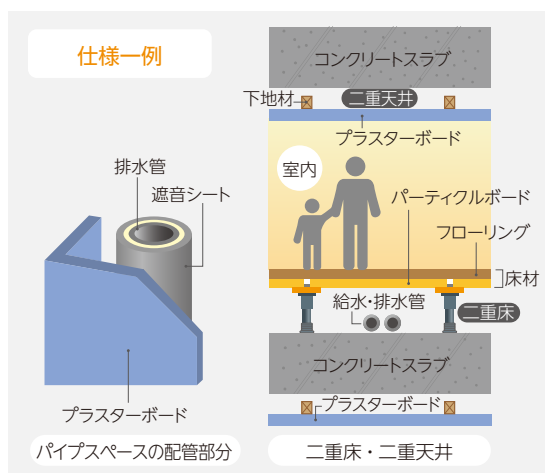 仕様一例
排水管
遮音シート
プラスターボード
パイプスペースの配管部分
コンクリートスラブ
下地材
二重天井
プラスターボード
室内
パーティクルボード
フローリング
床材
給水・排水管
二重床
コンクリートスラブ
プラスターボード
二重床・二重天井